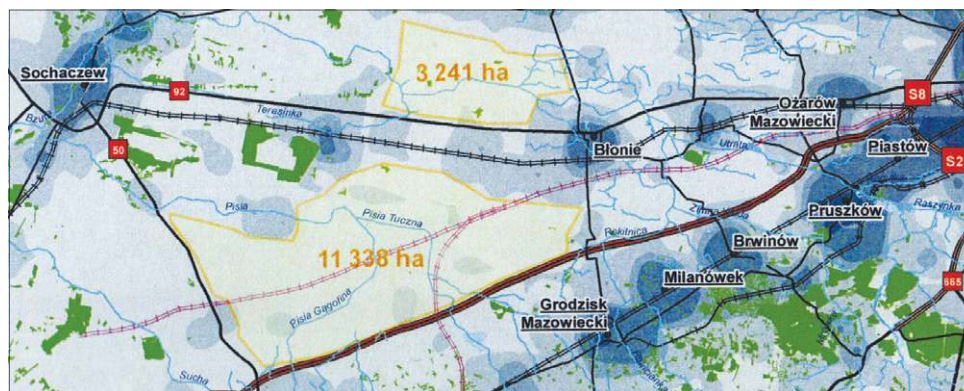 3 241 ha
Sochaczew
92
S8
Teresinka
Ożarów
Mazowiecki
50
Błonie
Utrata
Piastów
S2
Pisia
Pisia Tuczna
Pruszków
Raszynka
Rokitnica
Brwinów
11 338 ha
Milanówek
665
Pisia Gągolina
Grodzisk
Mazowiecki
Sucha